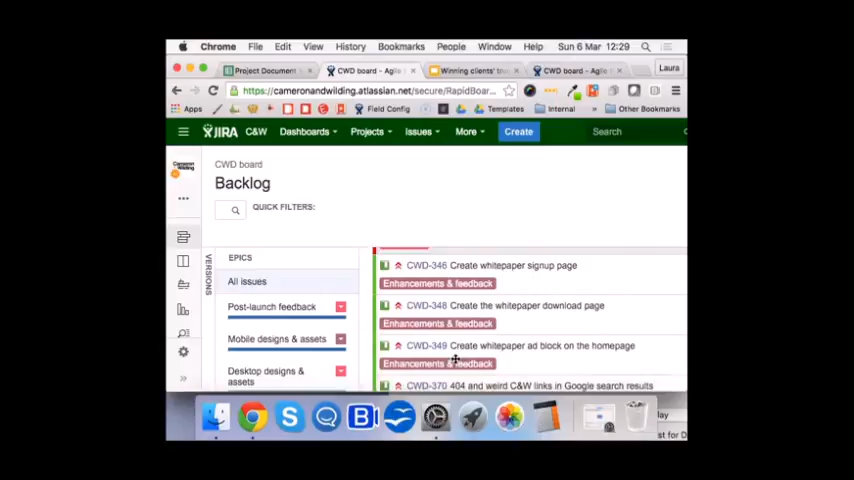 Chrome File Edit View History Bookmarks People Window Help Sun 6 Mar 12:29
Project Document CWD board - Agile Winning clients' tru CWD board - Agile Laura
https://cameronandwilding.atlassian.net/secure/RapidBoar...
Apps Field Config Templates Internal » Other Bookmarks
JIRA C&W Dashboards Projects Issues More Create Search
CWD board
Cameron Wilding
Backlog
QUICK FILTERS:
VERSIONS
EPICS
All issues
Post-launch feedback
Mobile designs & assets
Desktop designs & assets
CWD-346 Create whitepaper signup page
Enhancements & feedback
CWD-348 Create the whitepaper download page
Enhancements & feedback
CWD-349 Create whitepaper ad block on the homepage
Enhancements & feedback
CWD-370 404 and weird C&W links in Google search results